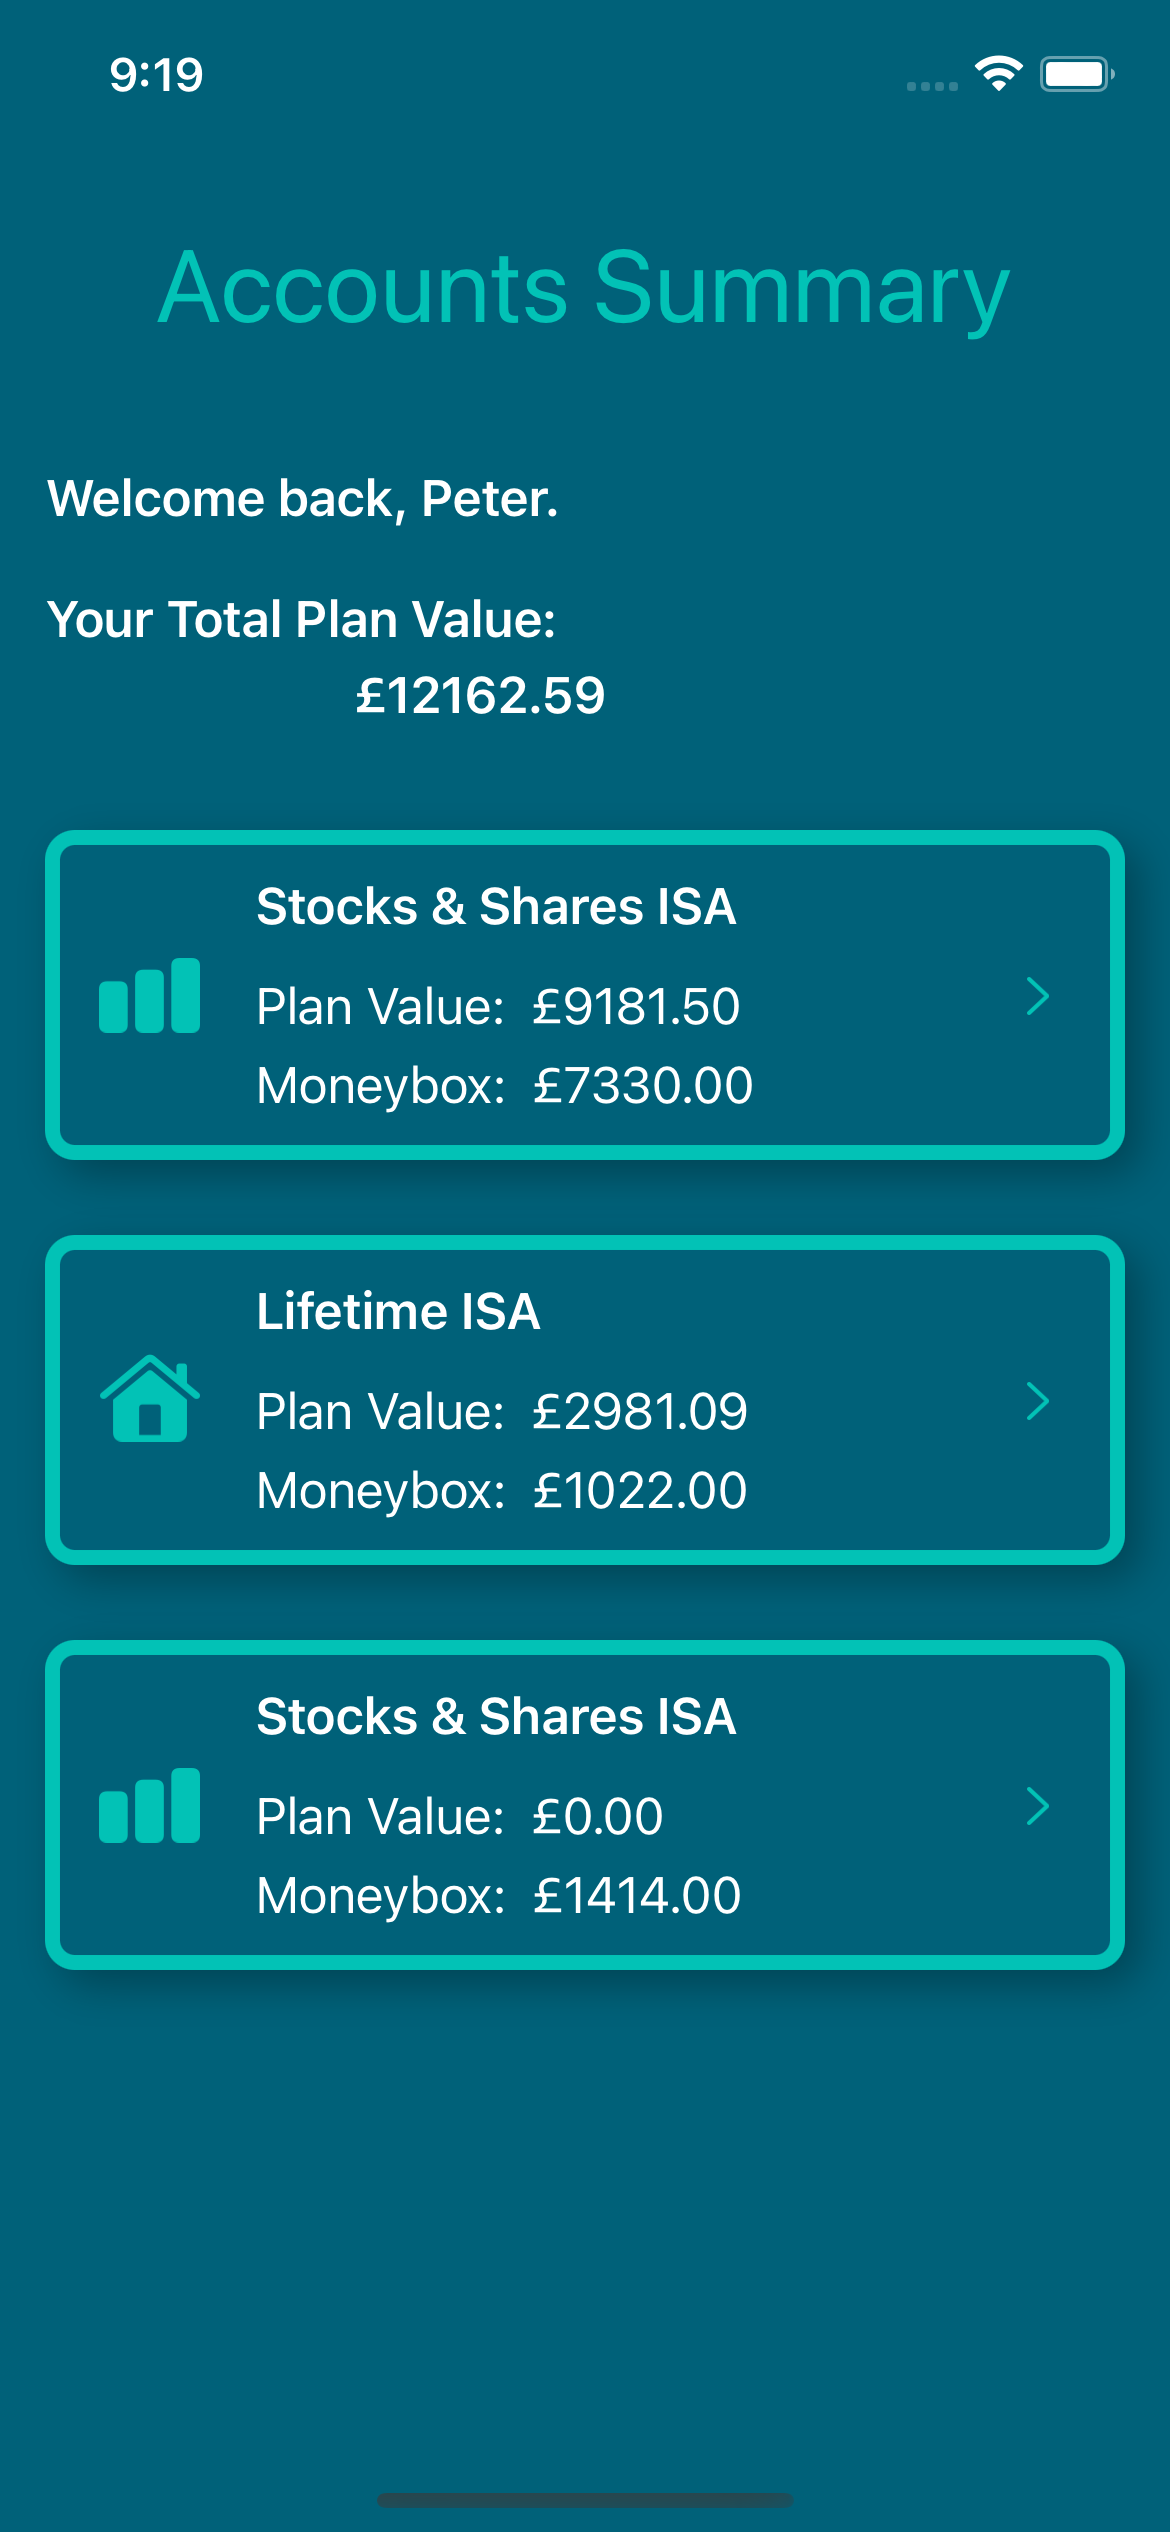 9:19
Accounts Summary
Welcome back, Peter.
Your Total Plan Value:
£12162.59
Stocks & Shares ISA
Plan Value: £9181.50
Moneybox: £7330.00
Lifetime ISA
Plan Value: £2981.09
Moneybox: £1022.00
Stocks & Shares ISA
Plan Value: £0.00
Moneybox: £1414.00